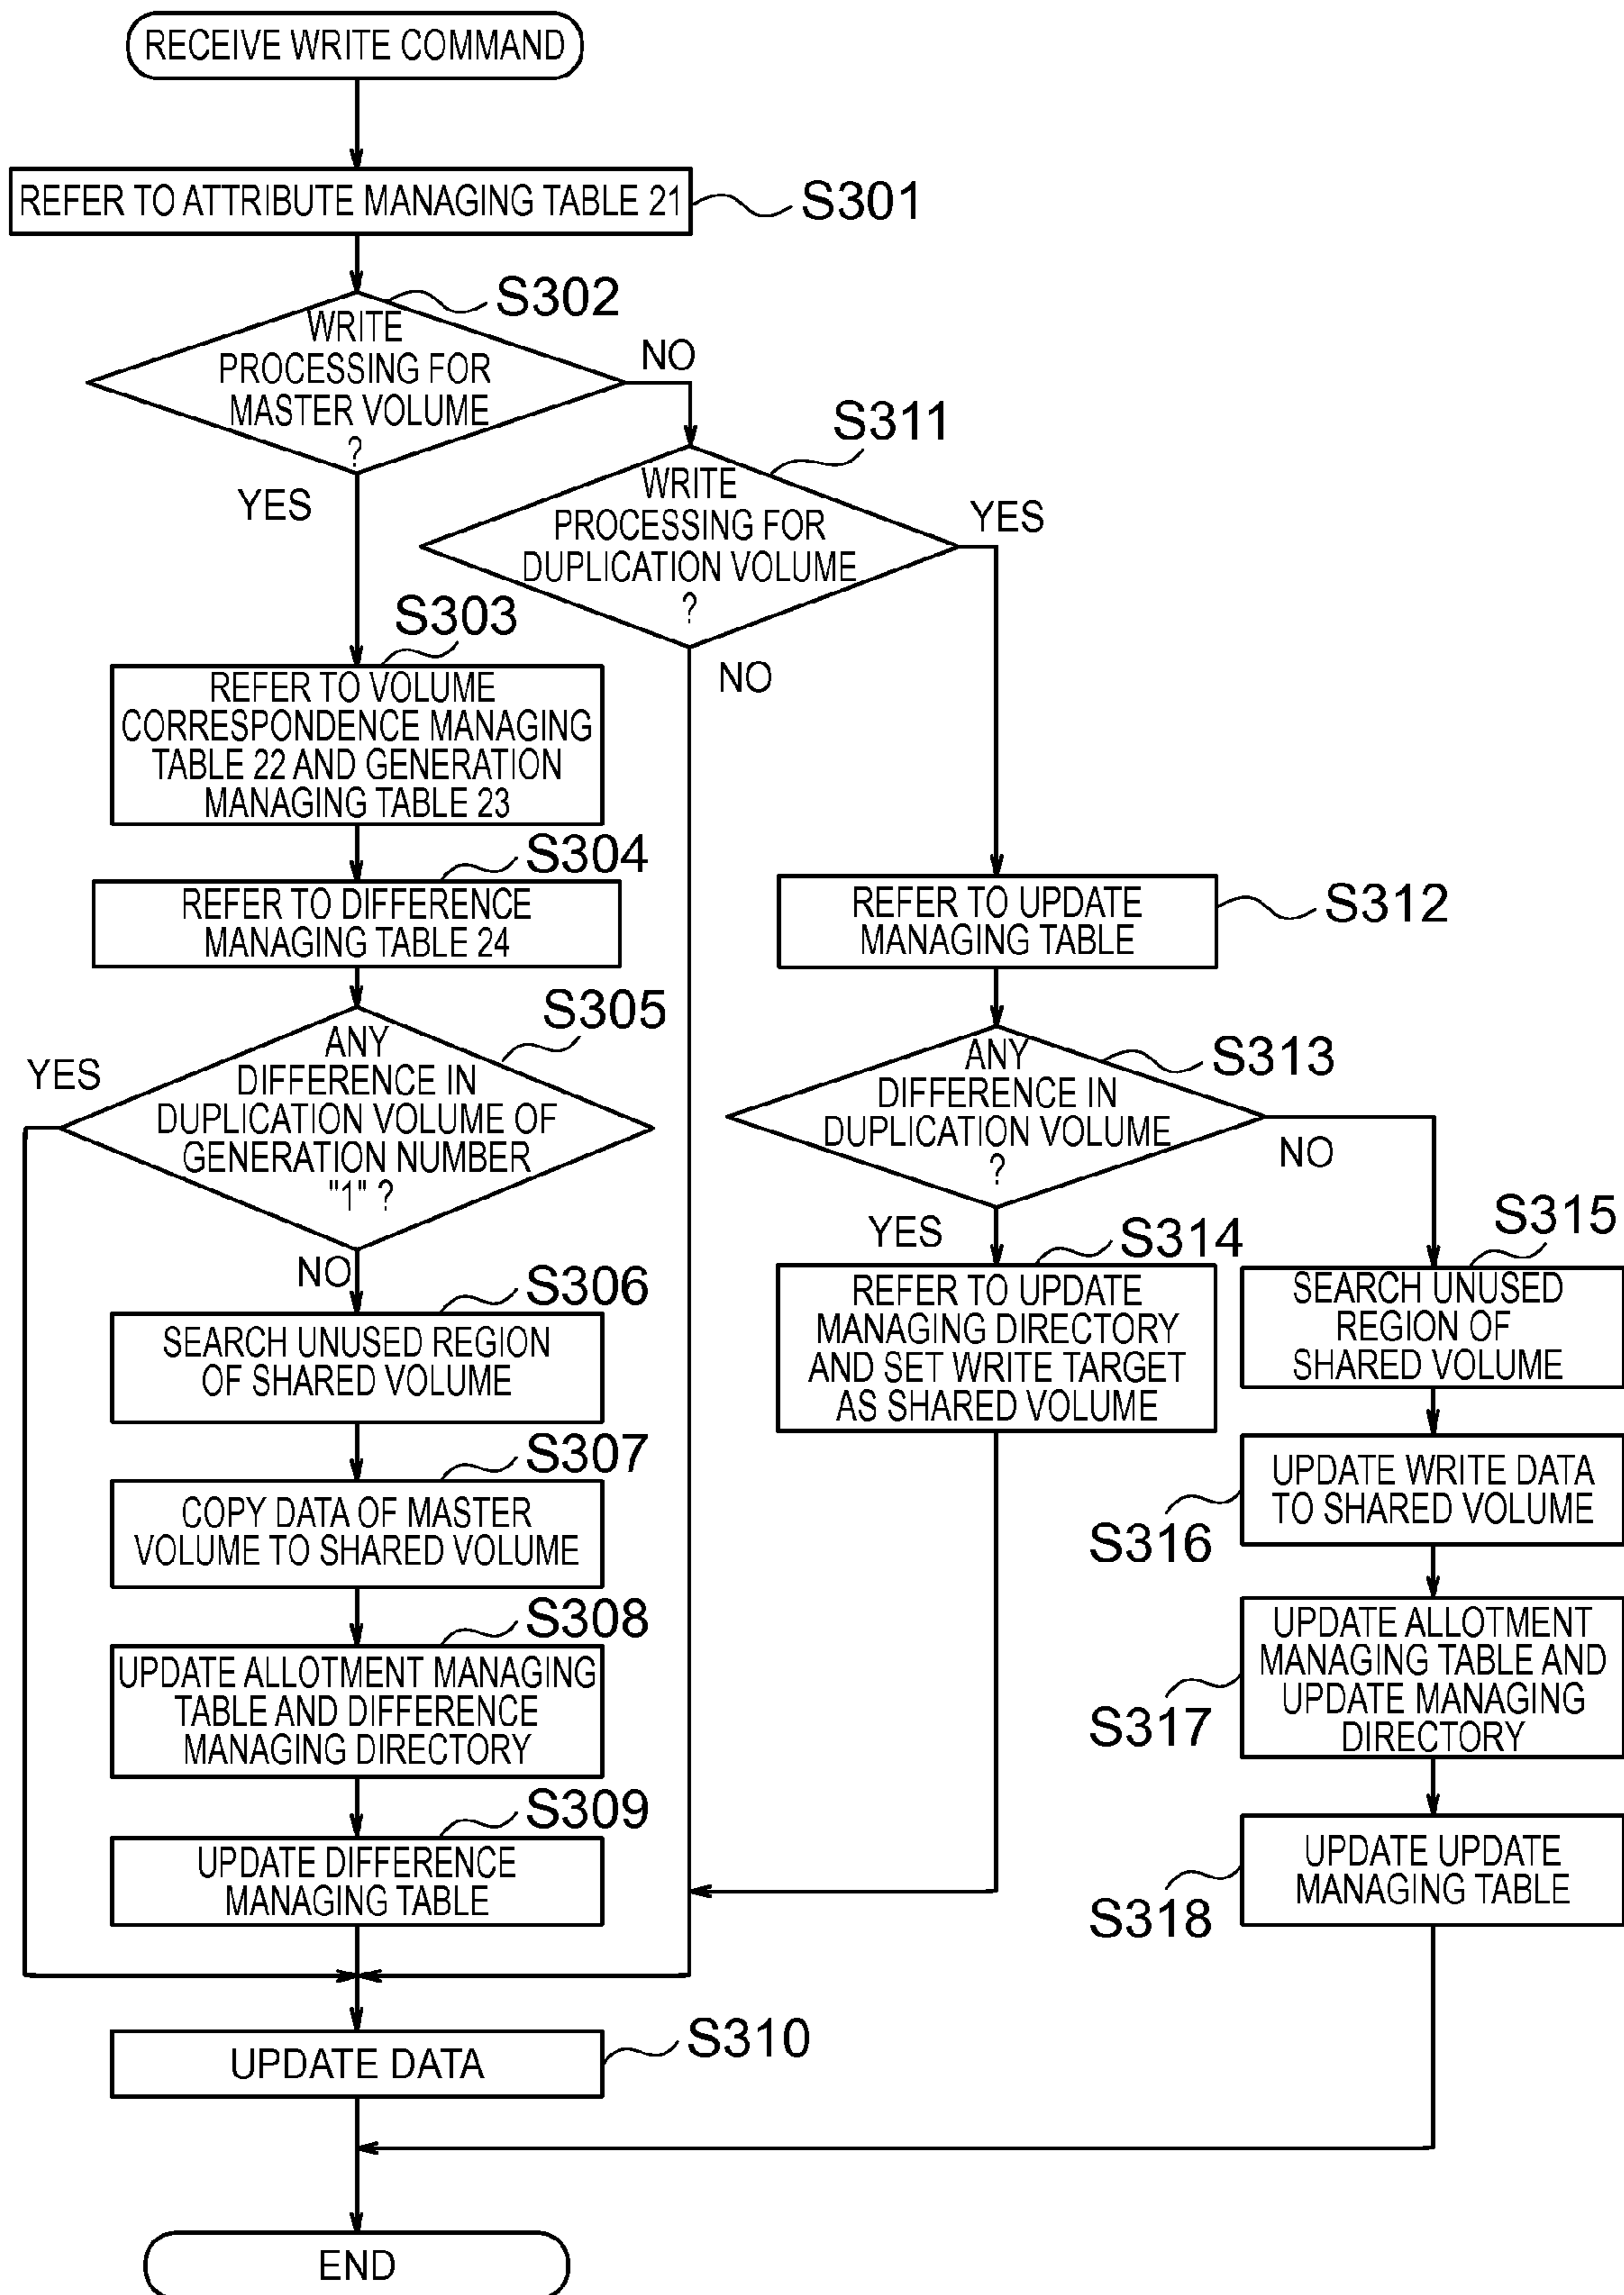 RECEIVE WRITE COMMAND
REFER TO ATTRIBUTE MANAGING TABLE 21
S301
S302
WRITE
PROCESSING FOR
MASTER VOLUME
?
NO
YES
S311
WRITE
PROCESSING FOR
DUPLICATION VOLUME
?
YES
NO
S303
REFER TO VOLUME
CORRESPONDENCE MANAGING
TABLE 22 AND GENERATION
MANAGING TABLE 23
S304
REFER TO DIFFERENCE
MANAGING TABLE 24
S305
ANY
DIFFERENCE IN
DUPLICATION VOLUME OF
GENERATION NUMBER
"1" ?
YES
NO
S306
SEARCH UNUSED REGION
OF SHARED VOLUME
S307
COPY DATA OF MASTER
VOLUME TO SHARED VOLUME
S308
UPDATE ALLOTMENT MANAGING
TABLE AND DIFFERENCE
MANAGING DIRECTORY
S309
UPDATE DIFFERENCE
MANAGING TABLE
REFER TO UPDATE
MANAGING TABLE
S312
S313
ANY
DIFFERENCE IN
DUPLICATION VOLUME
?
NO
YES
S314
REFER TO UPDATE
MANAGING DIRECTORY
AND SET WRITE TARGET
AS SHARED VOLUME
S315
SEARCH UNUSED
REGION OF
SHARED VOLUME
UPDATE WRITE DATA
TO SHARED VOLUME
S316
UPDATE ALLOTMENT
MANAGING TABLE AND
UPDATE MANAGING
DIRECTORY
S317
UPDATE UPDATE
MANAGING TABLE
S318
UPDATE DATA
S310
END